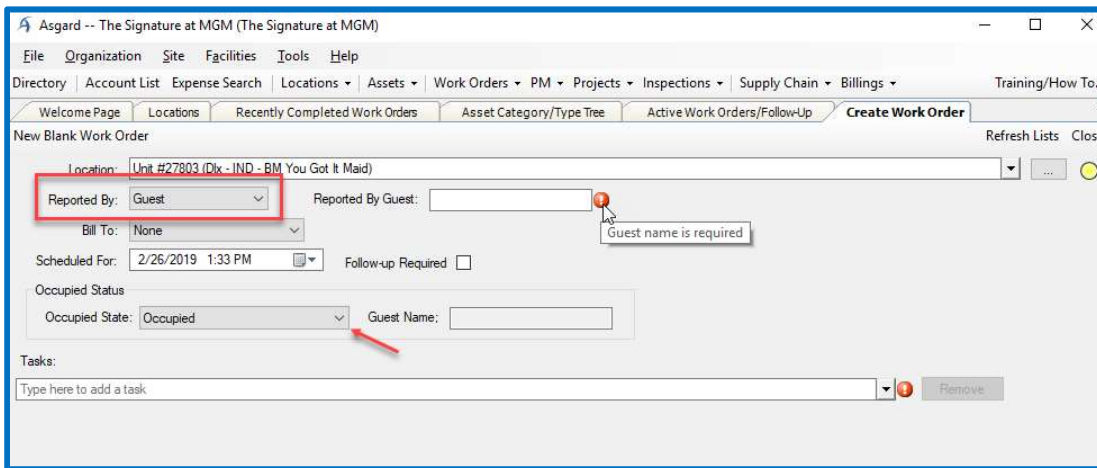 Asgard -- The Signature at MGM (The Signature at MGM)
File Organization Site Facilities Tools Help
Directory Account List Expense Search Locations Assets Work Orders PM Projects Inspections Supply Chain Billings Training/How To.
Welcome Page Locations Recently Completed Work Orders Asset Category/Type Tree Active Work Orders/Follow-Up Create Work Order
New Blank Work Order Refresh Lists Clos
Location: Unit #27803 (Dlx - IND - BM You Got It Maid) ...
Reported By: Guest Reported By Guest:
Guest name is required
Bill To: None
Scheduled For: 2/26/2019 1:33 PM Follow-up Required
Occupied Status
Occupied State: Occupied Guest Name:
Tasks:
Type here to add a task Remove